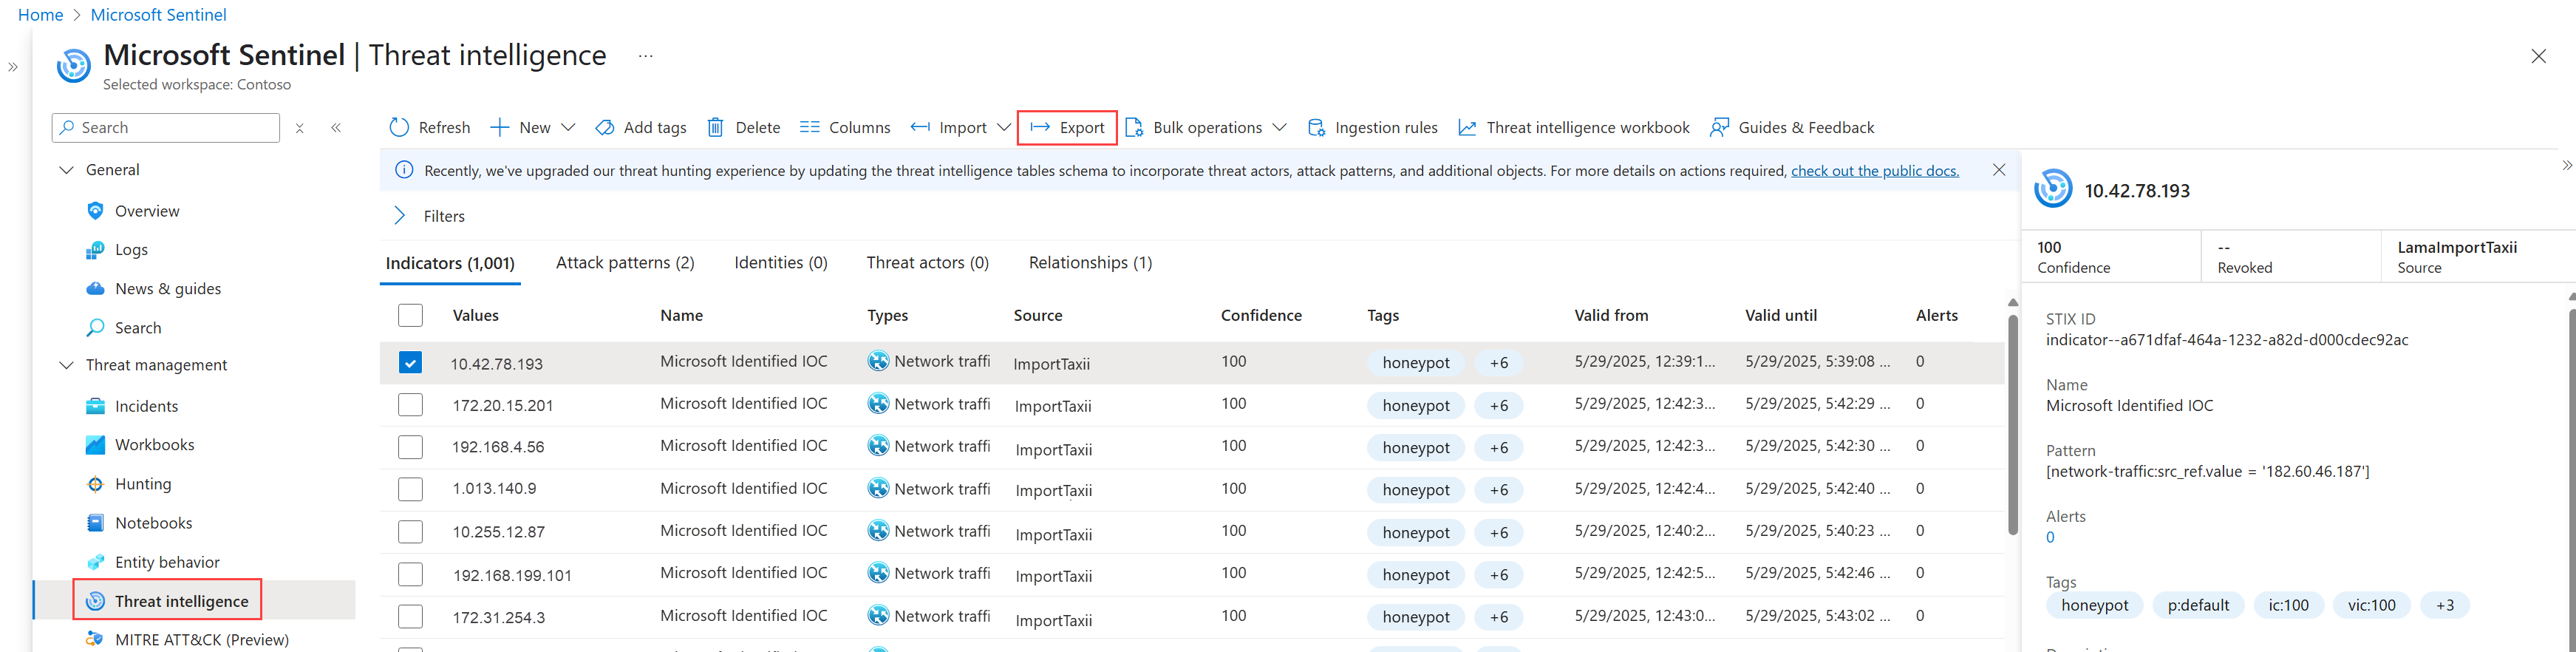 Home > Microsoft Sentinel
Microsoft Sentinel | Threat intelligence ...
Selected workspace: Contoso
Search
Refresh New Add tags Delete Columns Import Export Bulk operations Ingestion rules Threat intelligence workbook Guides & Feedback
General
Overview
Logs
News & guides
Search
Threat management
Incidents
Workbooks
Hunting
Notebooks
Entity behavior
Threat intelligence
MITRE ATT&CK (Preview)
Recently, we've upgraded our threat hunting experience by updating the threat intelligence tables schema to incorporate threat actors, attack patterns, and additional objects. For more details on actions required, check out the public docs.
Filters
Indicators (1,001) Attack patterns (2) Identities (0) Threat actors (0) Relationships (1)
Values Name Types Source Confidence Tags Valid from Valid until Alerts
10.42.78.193 Microsoft Identified IOC Network traffi ImportTaxii 100 honeypot +6 5/29/2025, 12:39:1... 5/29/2025, 5:39:08 ... 0
172.20.15.201 Microsoft Identified IOC Network traffi ImportTaxii 100 honeypot +6 5/29/2025, 12:42:3... 5/29/2025, 5:42:29 ... 0
192.168.4.56 Microsoft Identified IOC Network traffi ImportTaxii 100 honeypot +6 5/29/2025, 12:42:3... 5/29/2025, 5:42:30 ... 0
1.013.140.9 Microsoft Identified IOC Network traffi ImportTaxii 100 honeypot +6 5/29/2025, 12:42:4... 5/29/2025, 5:42:40 ... 0
10.255.12.87 Microsoft Identified IOC Network traffi ImportTaxii 100 honeypot +6 5/29/2025, 12:40:2... 5/29/2025, 5:40:23 ... 0
192.168.199.101 Microsoft Identified IOC Network traffi ImportTaxii 100 honeypot +6 5/29/2025, 12:42:5... 5/29/2025, 5:42:46 ... 0
172.31.254.3 Microsoft Identified IOC Network traffi ImportTaxii 100 honeypot +6 5/29/2025, 12:43:0... 5/29/2025, 5:43:02 ... 0
10.42.78.193
100 -- LamaImportTaxii
Confidence Revoked Source
STIX ID
indicator--a671dfaf-464a-1232-a82d-d000cdec92ac
Name
Microsoft Identified IOC
Pattern
[network-traffic:src_ref.value = '182.60.46.187']
Alerts
0
Tags
honeypot p:default ic:100 vic:100 +3